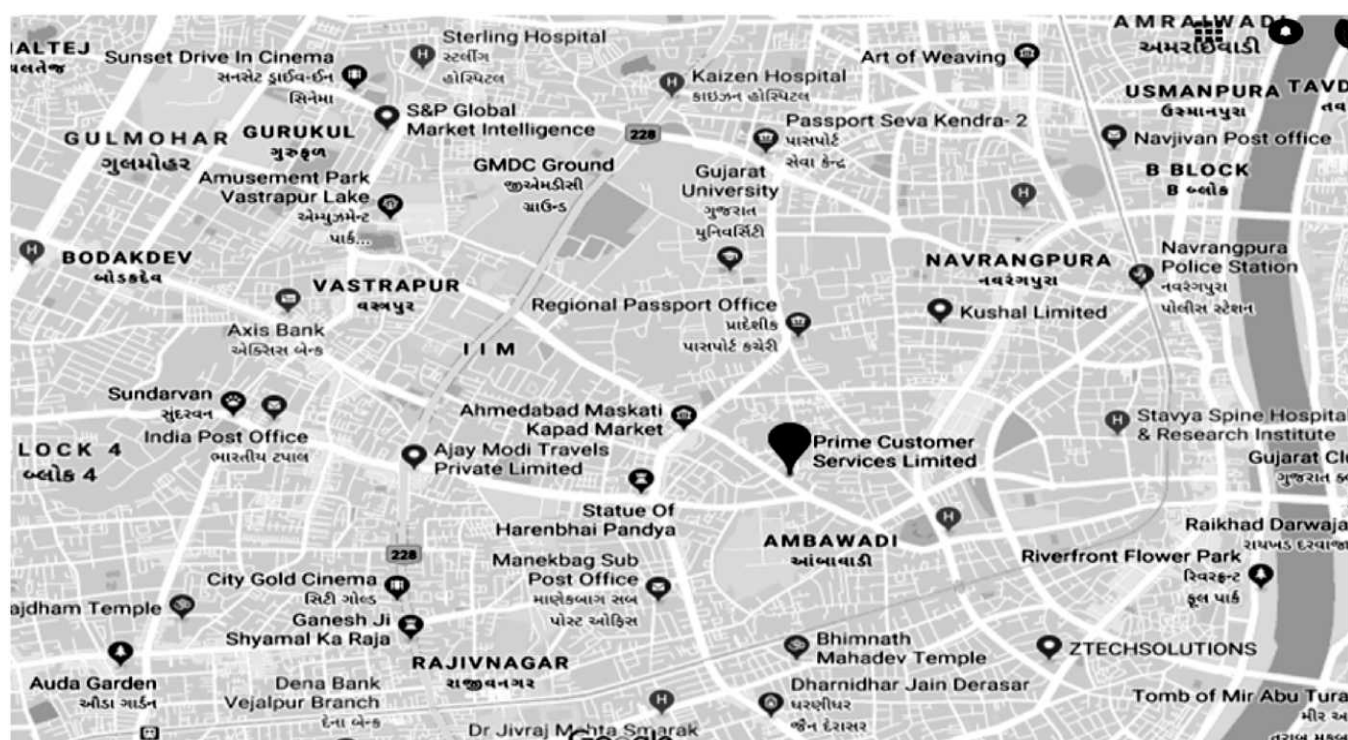 AMRAIWADI
અમરાઈવાડી
Sterling Hospital
સ્ટર્લીંગ
હોસ્પિટલ
Sunset Drive In Cinema
સનસેટ ડ્રાઈવ-ઈન
સિનેમા
Art of Weaving
Kaizen Hospital
કાઇઝન હોસ્પિટલ
USMANPURA
ઉસ્માનપુરા
S&P Global
Market Intelligence
228
Passport Seva Kendra- 2
પાસપોર્ટ
સેવા કેન્દ્ર
Navjivan Post office
GULMOHAR
ગુલમોહર
GURUKUL
ગુરુકૂળ
GMDC Ground
જીએમડીસી
ગ્રાઉન્ડ
Gujarat
University
ગુજરાત
યુનિવર્સિટી
B BLOCK
B બ્લોક
Amusement Park
Vastrapur Lake
એમ્યુઝમેન્ટ
પાર્ક...
BODAKDEV
બોડકદેવ
NAVRANGPURA
નવરંગપુરા
Navrangpura
Police Station
નવરંગપુરા
પોલીસ સ્ટેશન
VASTRAPUR
વસ્ત્રાપુર
Regional Passport Office
પ્રાદેશીક
પાસપોર્ટ કચેરી
Kushal Limited
Axis Bank
એક્સિસ બેન્ક
IIM
Sundarvan
સુંદરવન
India Post Office
ભારતીય ટપાલ
Ahmedabad Maskati
Kapad Market
Stavya Spine Hospital
& Research Institute
LOCK 4
બ્લોક 4
Ajay Modi Travels
Private Limited
Prime Customer
Services Limited
Gujarat Clu
ગુજરાત
Statue Of
Harenbhai Pandya
AMBAWADI
આંબાવાડી
Raikhad Darwaja
રાયખડ દરવાજા
228
Manekbag Sub
Post Office
માણેકબાગ સબ
પોસ્ટ ઓફિસ
Riverfront Flower Park
રિવરફ્રન્ટ
ફૂલ પાર્ક
City Gold Cinema
સિટી ગોલ્ડ
ajdham Temple
Ganesh Ji
Shyamal Ka Raja
Bhimnath
Mahadev Temple
ZTECHSOLUTIONS
RAJIVNAGAR
રાજીવનગર
Auda Garden
ઔડા ગાર્ડન
Dena Bank
Vejalpur Branch
દેના બેન્ક
Dharnidhar Jain Derasar
ધરણીધર
જૈન દેરાસર
Tomb of Mir Abu Tura
Dr Jivraj Mehta Smarak